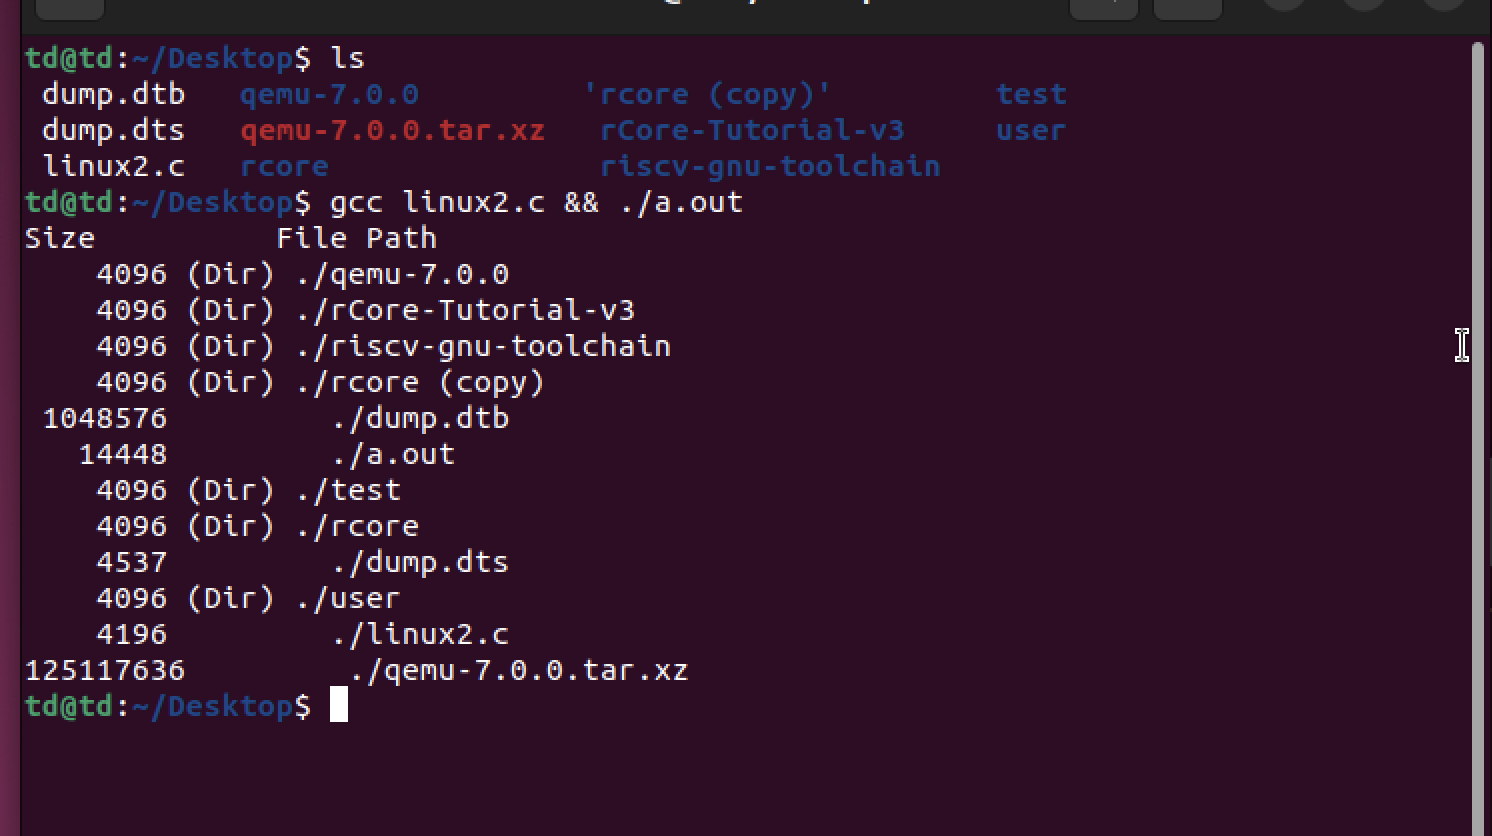 td@td:~/Desktop$ ls
 dump.dtb   qemu-7.0.0         'rcore (copy)'         test
 dump.dts   qemu-7.0.0.tar.xz   rCore-Tutorial-v3     user
 linux2.c   rcore               riscv-gnu-toolchain
td@td:~/Desktop$ gcc linux2.c && ./a.out
Size          File Path
    4096 (Dir) ./qemu-7.0.0
    4096 (Dir) ./rCore-Tutorial-v3
    4096 (Dir) ./riscv-gnu-toolchain
    4096 (Dir) ./rcore (copy)
 1048576         ./dump.dtb
   14448         ./a.out
    4096 (Dir) ./test
    4096 (Dir) ./rcore
    4537         ./dump.dts
    4096 (Dir) ./user
    4196         ./linux2.c
125117636         ./qemu-7.0.0.tar.xz
td@td:~/Desktop$